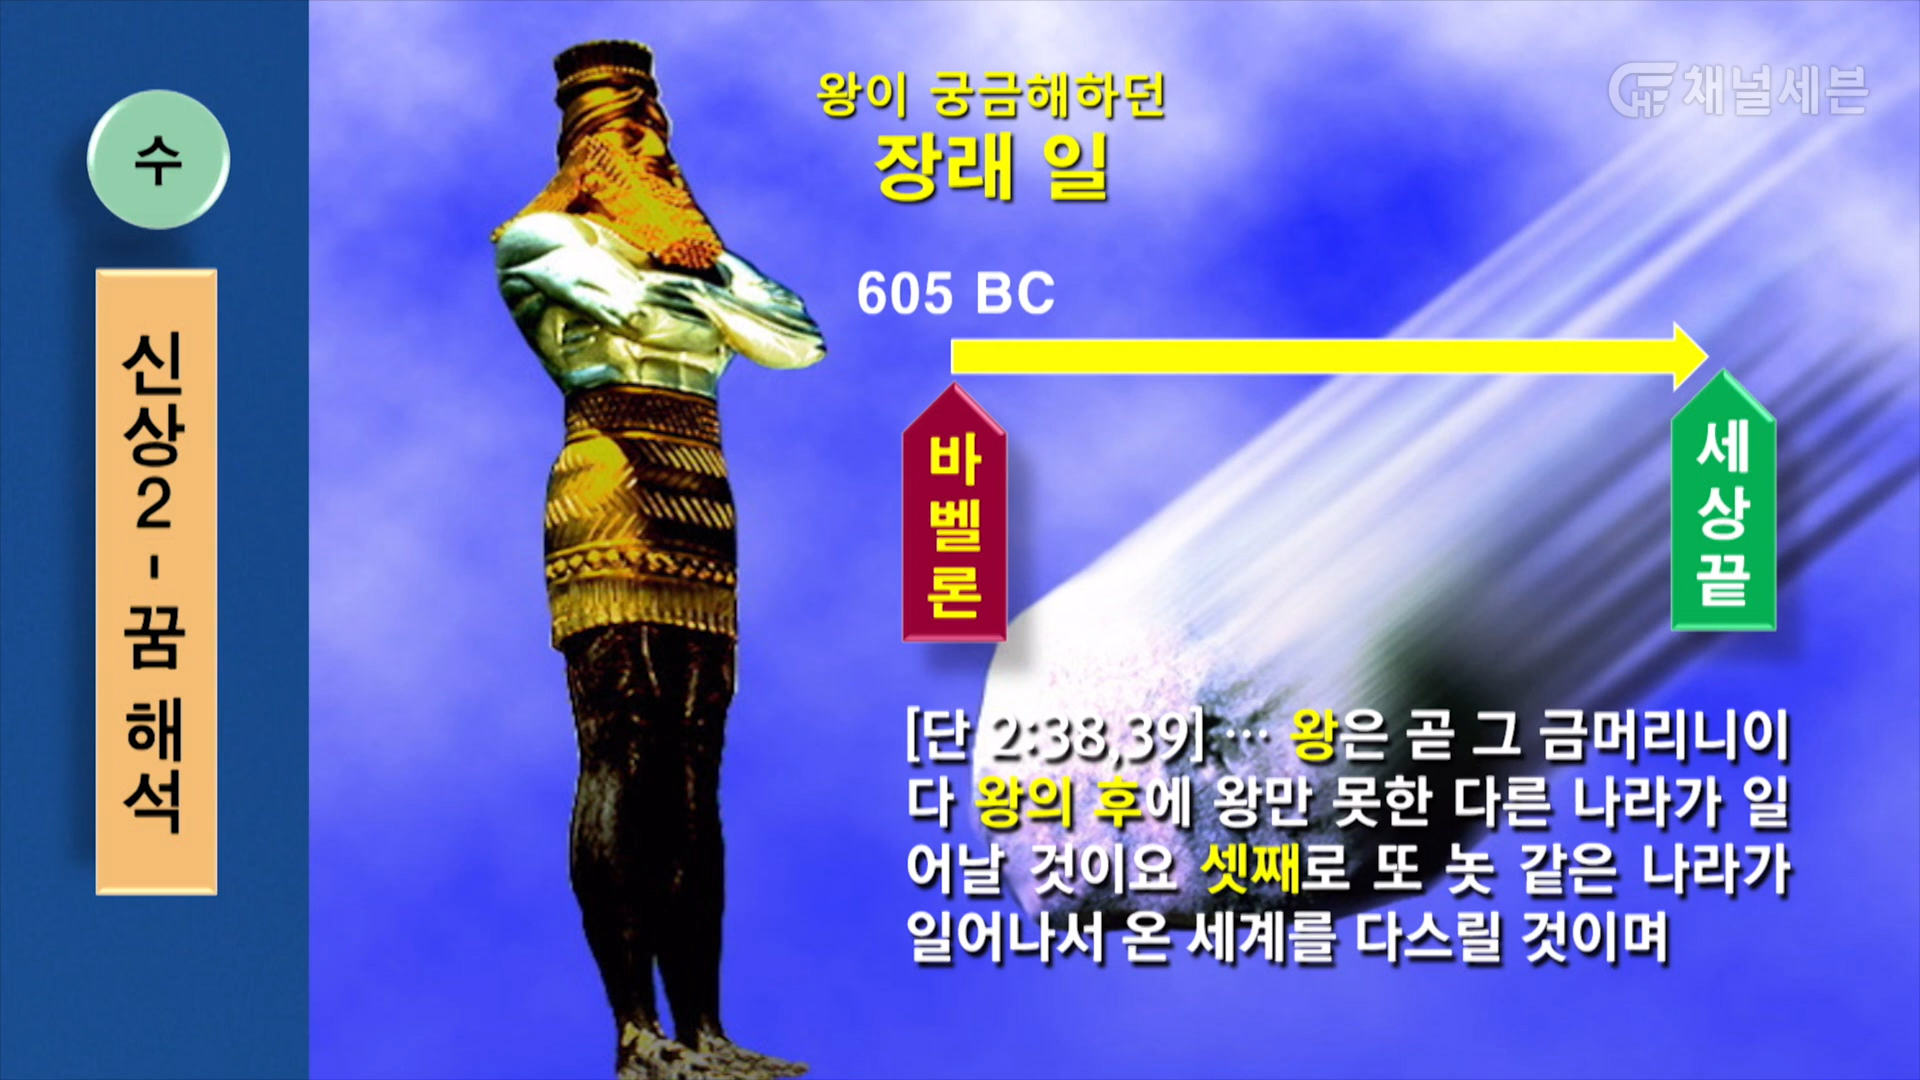 수
신상2 - 꿈 해석
왕이 궁금해하던
장래 일
채널세븐
605 BC
바벨론
세상끝
[단 2:38,39] … 왕은 곧 그 금머리니이
다 왕의 후에 왕만 못한 다른 나라가 일
어날 것이요 셋째로 또 놋 같은 나라가
일어나서 온 세계를 다스릴 것이며